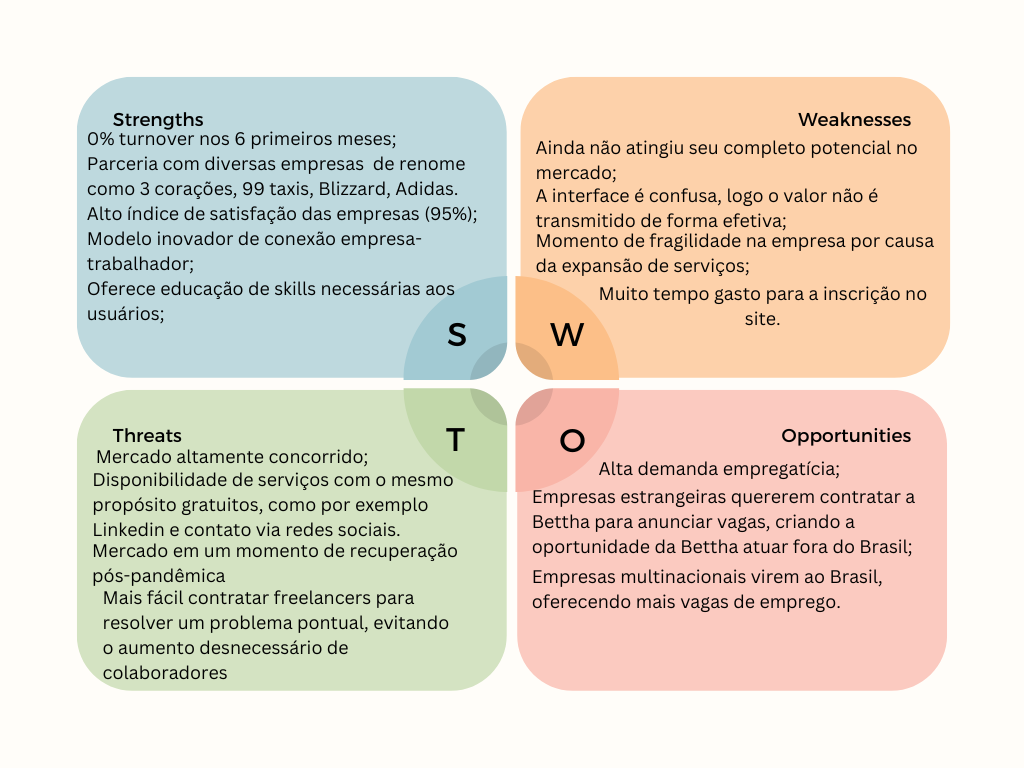 Strengths
0% turnover nos 6 primeiros meses;
Parceria com diversas empresas de renome
como 3 corações, 99 taxis, Blizzard, Adidas.
Alto índice de satisfação das empresas (95%);
Modelo inovador de conexão empresa-
trabalhador;
Oferece educação de skills necessárias aos
usuários;
S
Weaknesses
Ainda não atingiu seu completo potencial no
mercado;
A interface é confusa, logo o valor não é
transmitido de forma efetiva;
Momento de fragilidade na empresa por causa
da expansão de serviços;
Muito tempo gasto para a inscrição no
site.
W
Threats
Mercado altamente concorrido;
Disponibilidade de serviços com o mesmo
propósito gratuitos, como por exemplo
Linkedin e contato via redes sociais.
Mercado em um momento de recuperação
pós-pandêmica
Mais fácil contratar freelancers para
resolver um problema pontual, evitando
o aumento desnecessário de
colaboradores
T
Opportunities
O
Alta demanda empregatícia;
Empresas estrangeiras quererem contratar a
Bettha para anunciar vagas, criando a
oportunidade da Bettha atuar fora do Brasil;
Empresas multinacionais virem ao Brasil,
oferecendo mais vagas de emprego.